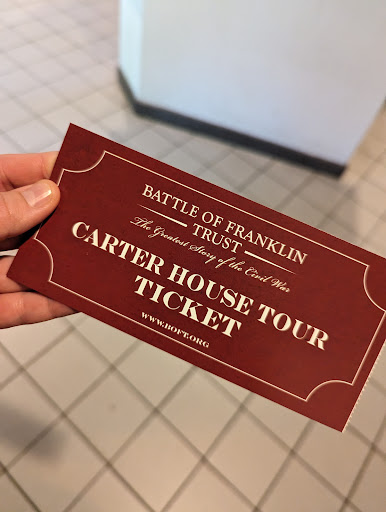 BATTLE OF FRANKLIN
TRUST
The Greatest Story of the Civil War
CARTER HOUSE TOUR
TICKET
WWW.BOFT.ORG